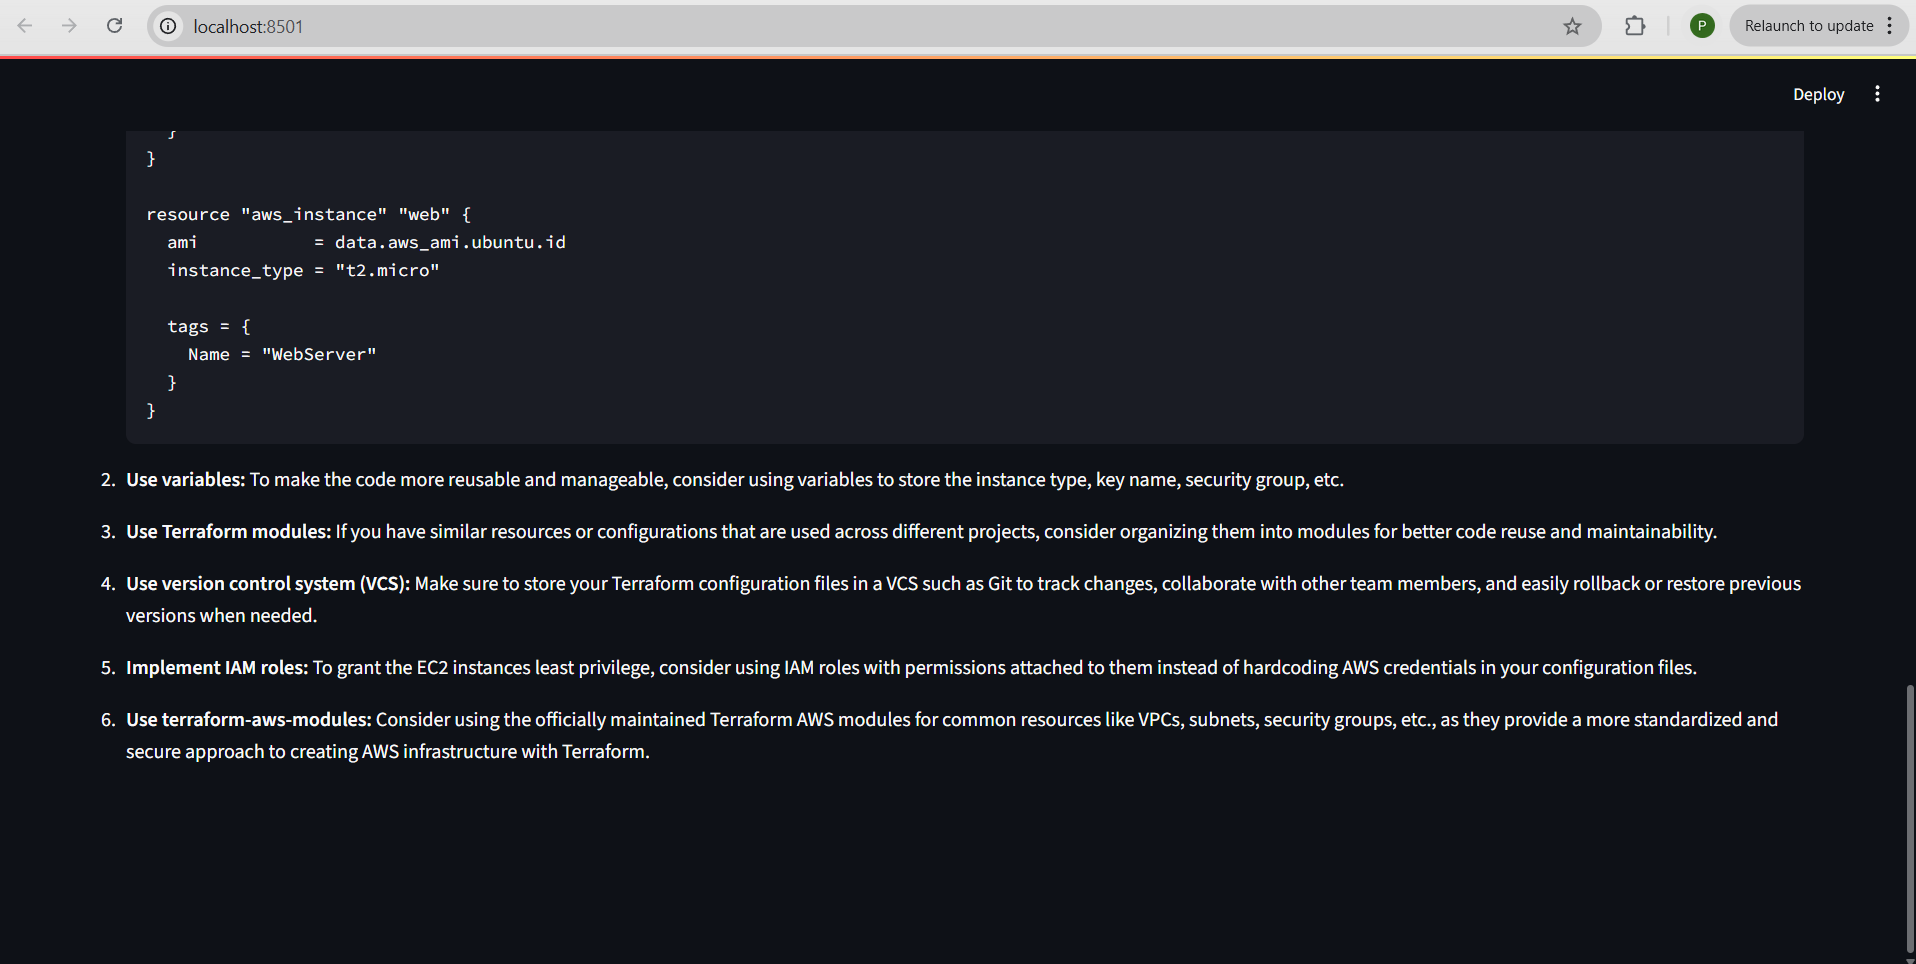 localhost:8501
P
Relaunch to update
Deploy
}
}
resource "aws_instance" "web" {
  ami           = data.aws_ami.ubuntu.id
  instance_type = "t2.micro"
  tags = {
    Name = "WebServer"
  }
}
2. Use variables: To make the code more reusable and manageable, consider using variables to store the instance type, key name, security group, etc.
3. Use Terraform modules: If you have similar resources or configurations that are used across different projects, consider organizing them into modules for better code reuse and maintainability.
4. Use version control system (VCS): Make sure to store your Terraform configuration files in a VCS such as Git to track changes, collaborate with other team members, and easily rollback or restore previous
versions when needed.
5. Implement IAM roles: To grant the EC2 instances least privilege, consider using IAM roles with permissions attached to them instead of hardcoding AWS credentials in your configuration files.
6. Use terraform-aws-modules: Consider using the officially maintained Terraform AWS modules for common resources like VPCs, subnets, security groups, etc., as they provide a more standardized and
secure approach to creating AWS infrastructure with Terraform.